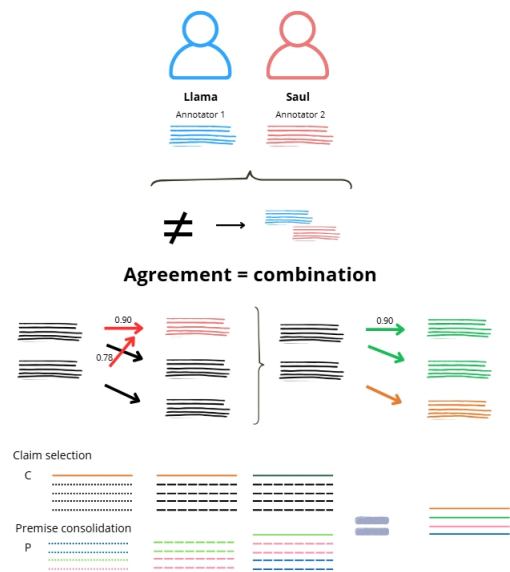 Llama
Saul
Annotator 1
Annotator 2
≠
Agreement = combination
0.90
0.90
0.78
Claim selection
C
Premise consolidation
P